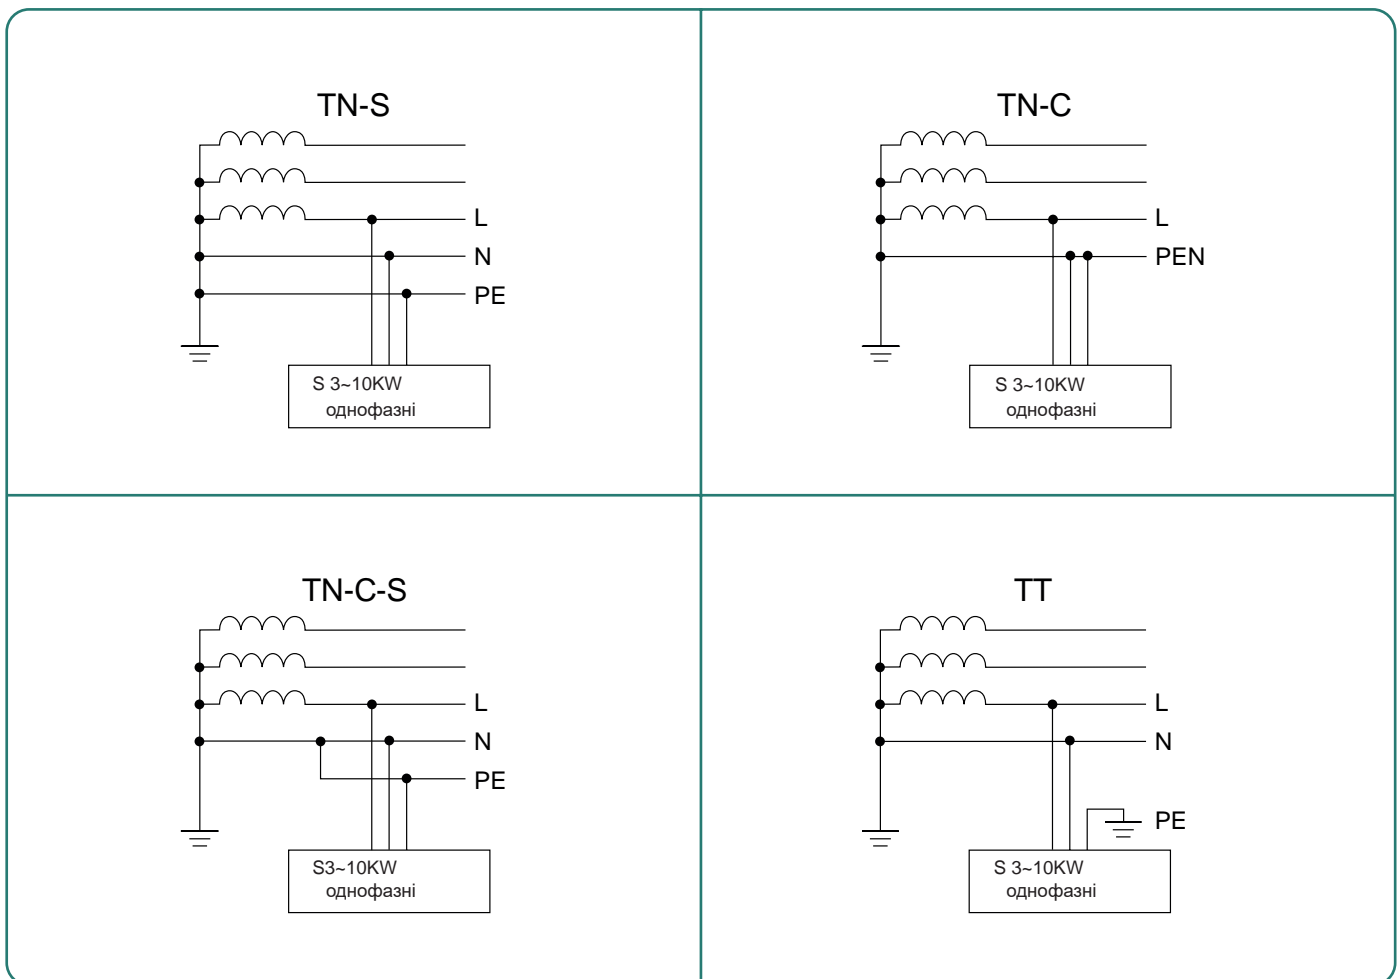 TN-S
L
N
PE
S 3~10KW
однофазні
TN-C
L
PEN
S 3~10KW
однофазні
TN-C-S
L
N
PE
S3~10KW
однофазні
TT
L
N
PE
S 3~10KW
однофазні